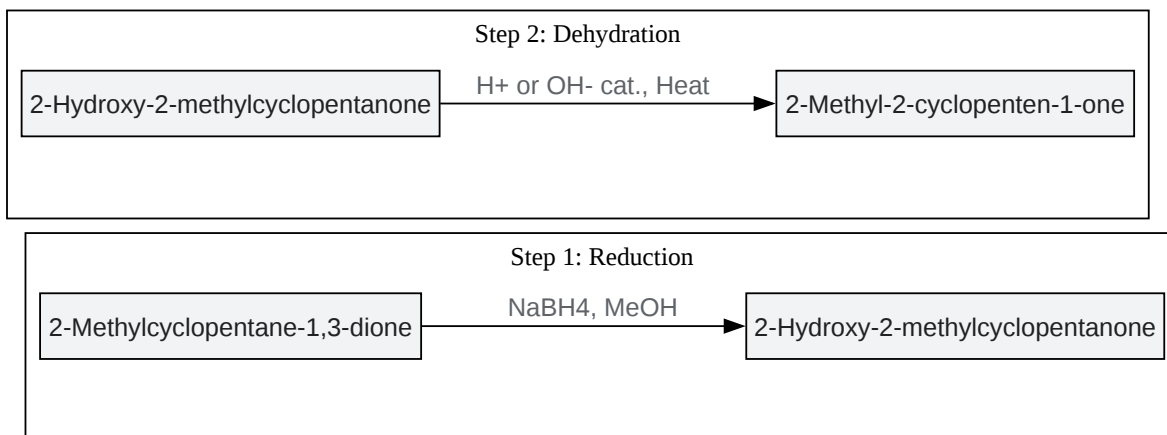 Step 2: Dehydration
2-Hydroxy-2-methylcyclopentanone
H+ or OH- cat., Heat
2-Methyl-2-cyclopenten-1-one
Step 1: Reduction
2-Methylcyclopentane-1,3-dione
NaBH4, MeOH
2-Hydroxy-2-methylcyclopentanone